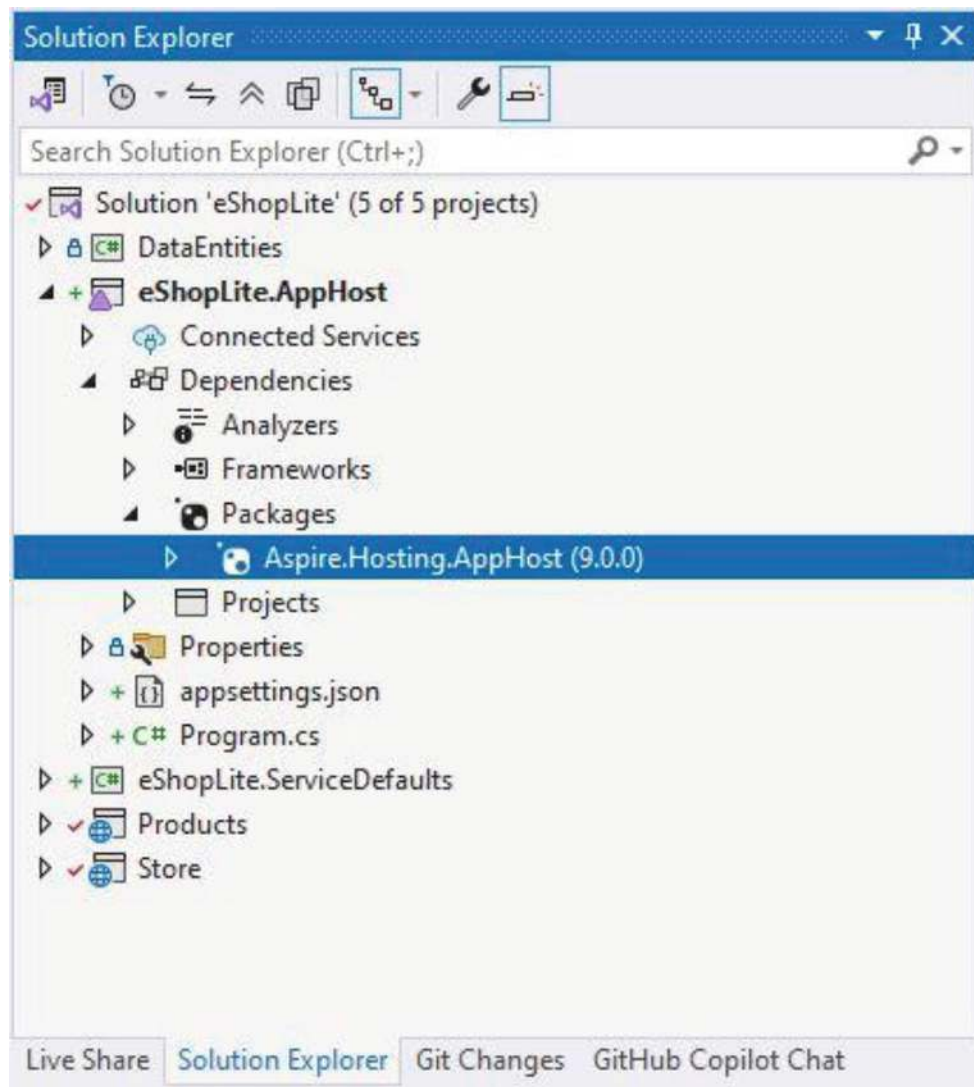 Solution Explorer
Search Solution Explorer (Ctrl+;)
Solution 'eShopLite' (5 of 5 projects)
C# DataEntities
eShopLite.AppHost
Connected Services
Dependencies
Analyzers
Frameworks
Packages
Aspire.Hosting.AppHost (9.0.0)
Projects
Properties
appsettings.json
C# Program.cs
C# eShopLite.ServiceDefaults
Products
Store
Live Share Solution Explorer Git Changes GitHub Copilot Chat